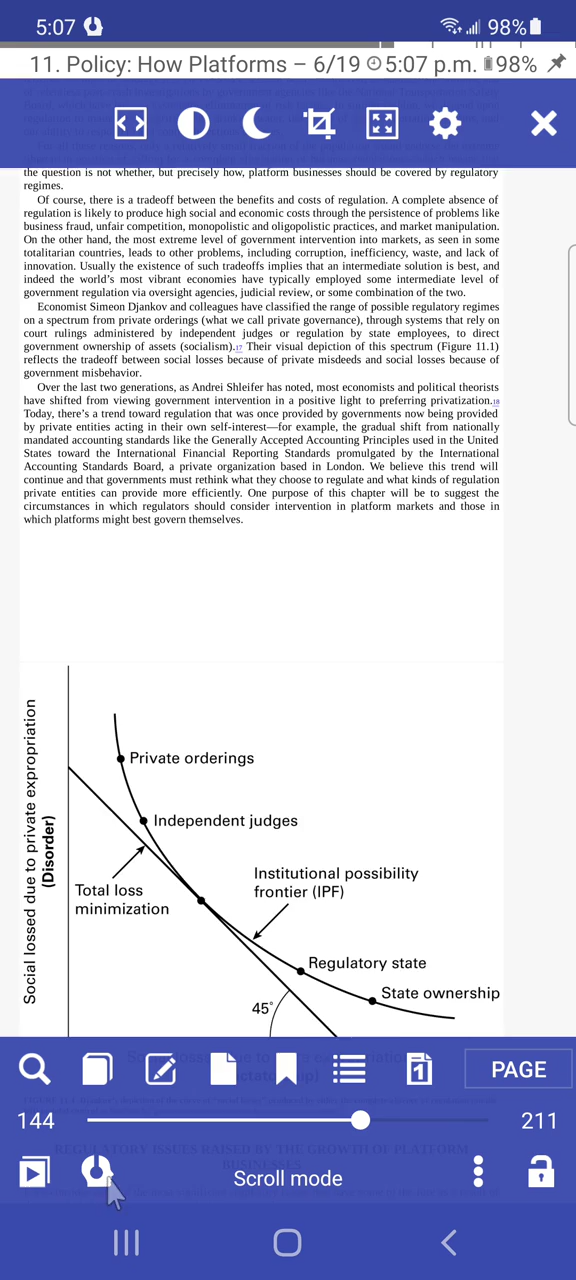 5:07
98%
11. Policy: How Platforms – 6/19 5:07 p.m. 98%
the question is not whether, but precisely how, platform businesses should be covered by regulatory
regimes.
Of course, there is a tradeoff between the benefits and costs of regulation. A complete absence of
regulation is likely to produce high social and economic costs through the persistence of problems like
business fraud, unfair competition, monopolistic and oligopolistic practices, and market manipulation.
On the other hand, the most extreme level of government intervention into markets, as seen in some
totalitarian countries, leads to other problems, including corruption, inefficiency, waste, and lack of
innovation. Usually the existence of such tradeoffs implies that an intermediate solution is best, and
indeed the world’s most vibrant economies have typically employed some intermediate level of
government regulation via oversight agencies, judicial review, or some combination of the two.
Economist Simeon Djankov and colleagues have classified the range of possible regulatory regimes
on a spectrum from private orderings (what we call private governance), through systems that rely on
court rulings administered by independent judges or regulation by state employees, to direct
government ownership of assets (socialism).17 Their visual depiction of this spectrum (Figure 11.1)
reflects the tradeoff between social losses because of private misdeeds and social losses because of
government misbehavior.
Over the last two generations, as Andrei Shleifer has noted, most economists and political theorists
have shifted from viewing government intervention in a positive light to preferring privatization.18
Today, there’s a trend toward regulation that was once provided by governments now being provided
by private entities acting in their own self-interest—for example, the gradual shift from nationally
mandated accounting standards like the Generally Accepted Accounting Principles used in the United
States toward the International Financial Reporting Standards promulgated by the International
Accounting Standards Board, a private organization based in London. We believe this trend will
continue and that governments must rethink what they choose to regulate and what kinds of regulation
private entities can provide more efficiently. One purpose of this chapter will be to suggest the
circumstances in which regulators should consider intervention in platform markets and those in
which platforms might best govern themselves.
Social lossed due to private expropriation
(Disorder)
Private orderings
Independent judges
Total loss
minimization
Institutional possibility
frontier (IPF)
Regulatory state
State ownership
45°
1
PAGE
144
211
REGULATORY ISSUES RAISED BY THE GROWTH OF PLATFORM
Scroll mode